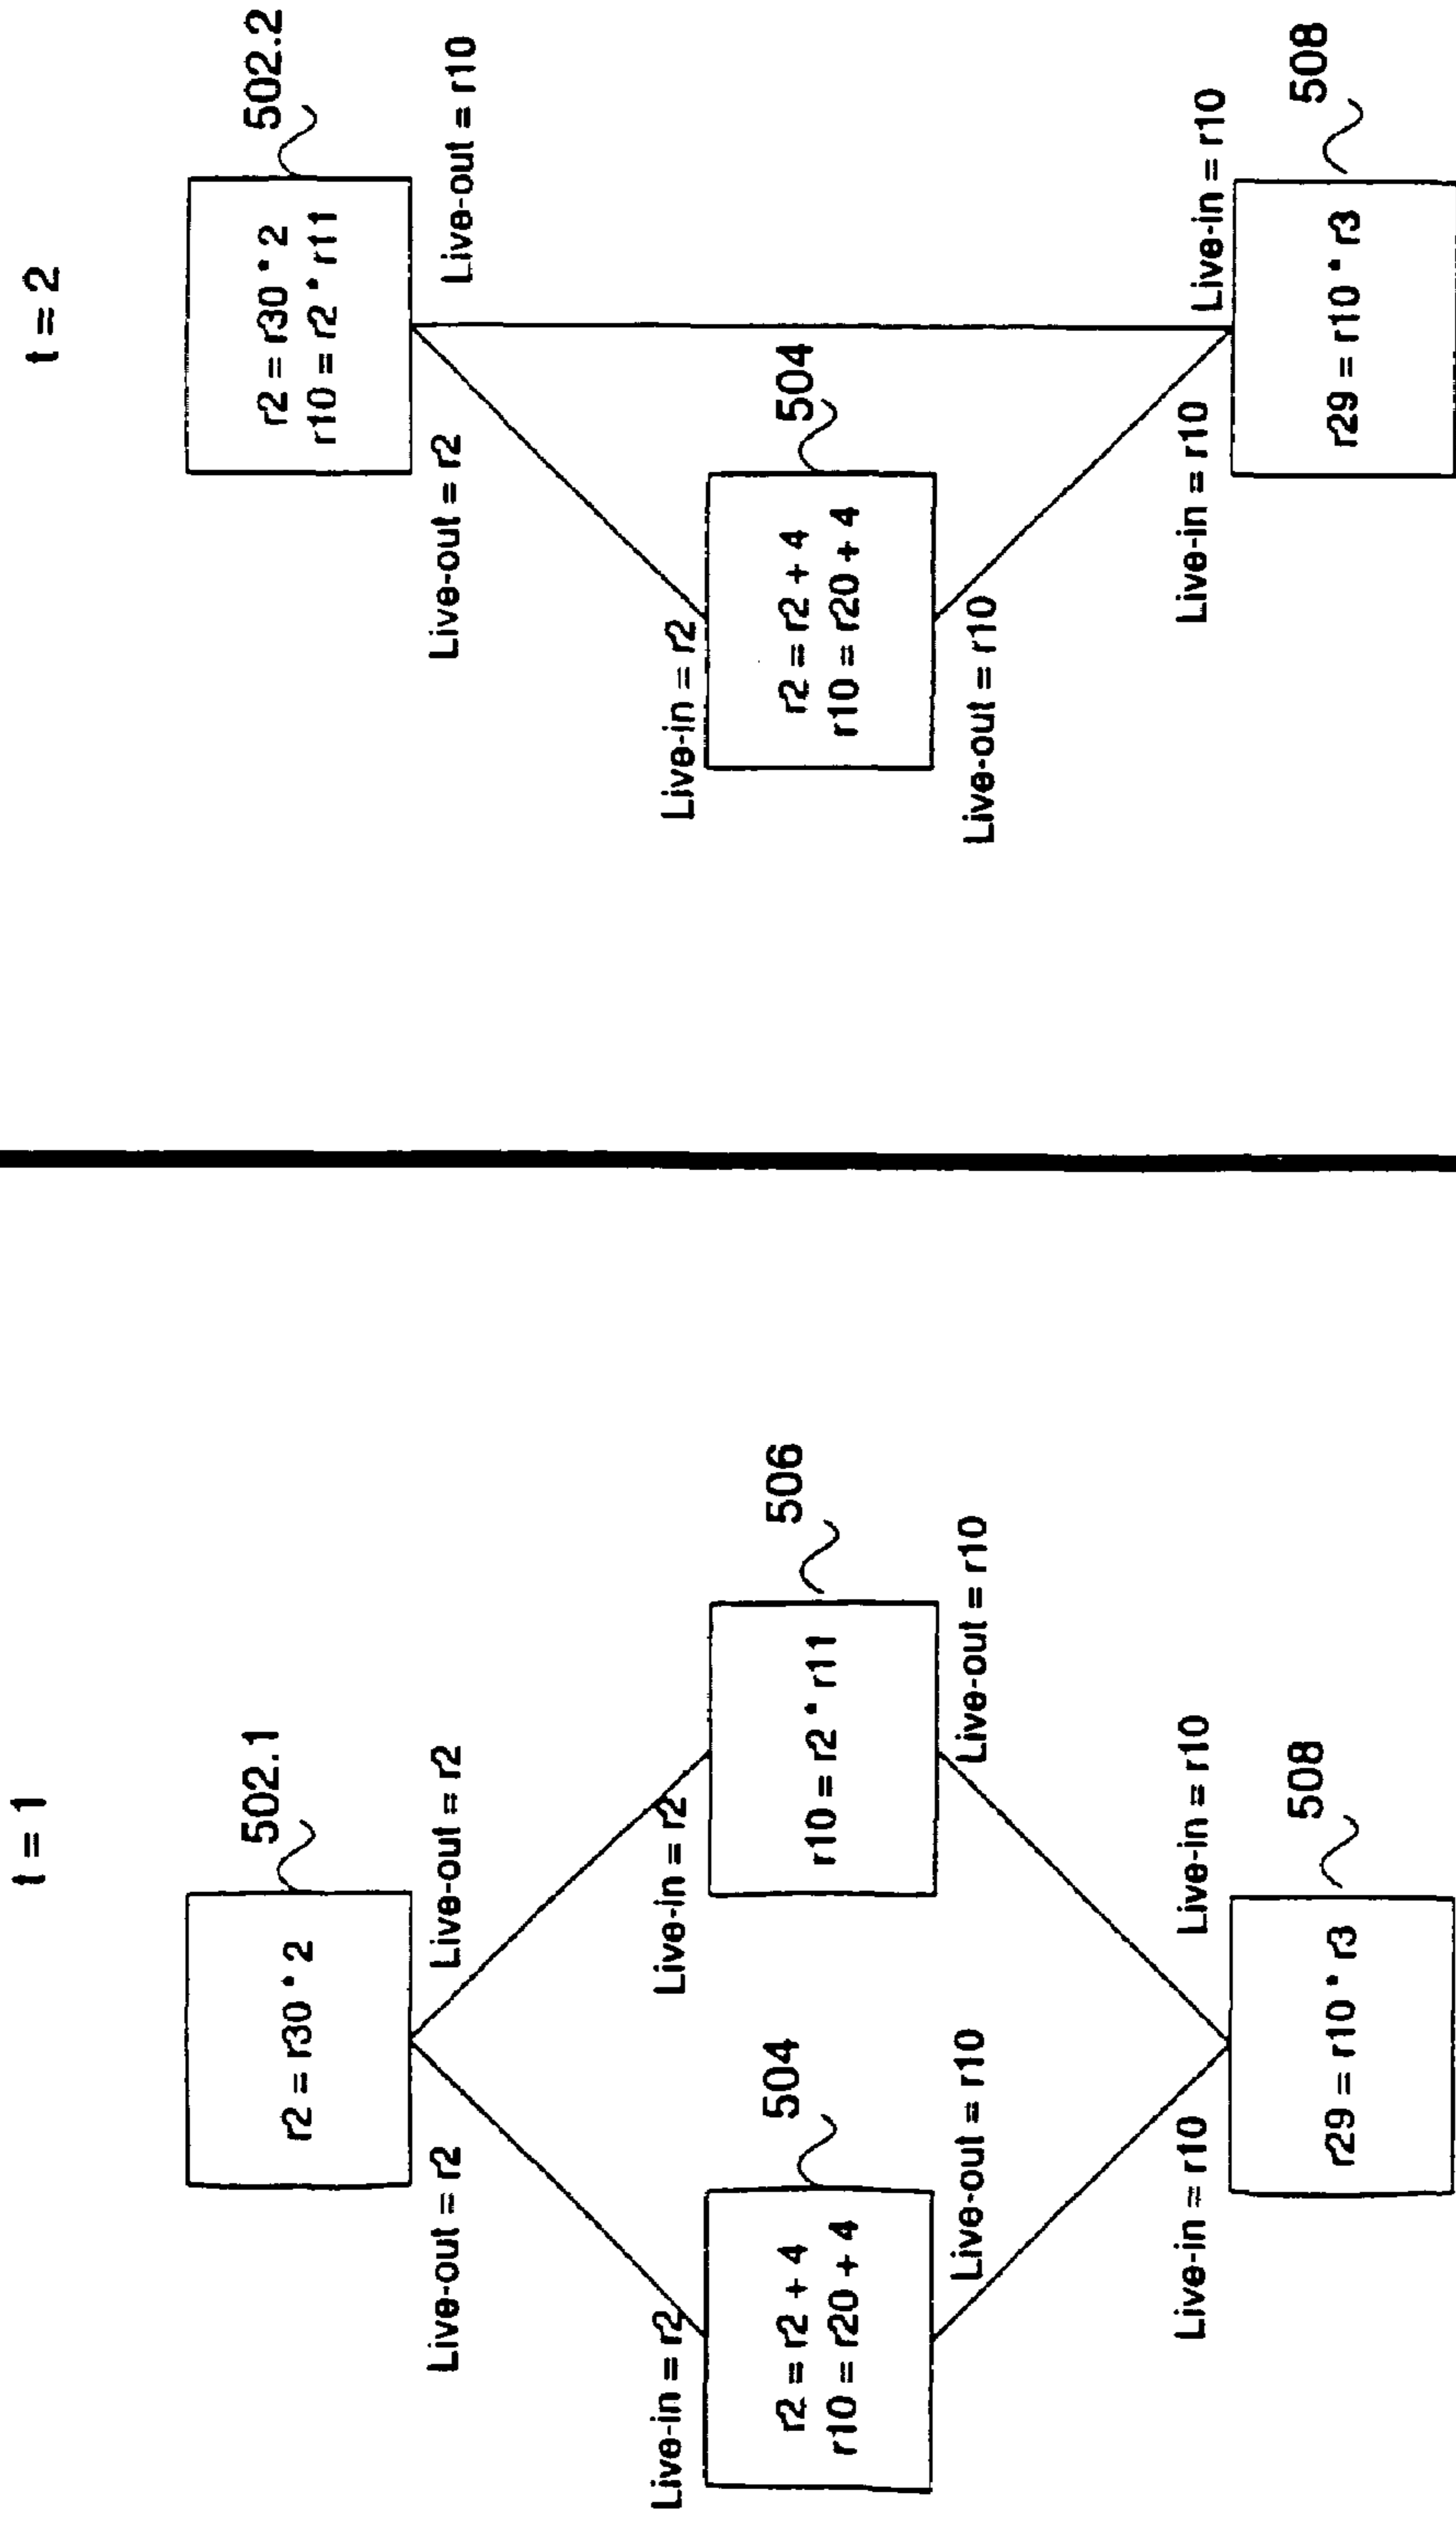 t = 1
r2 = r30 * 2
502.1
Live-out = r2
Live-out = r2
Live-in = r2
Live-in = r2
r2 = r2 + 4
r10 = r20 + 4
504
r10 = r2 * r11
506
Live-out = r10
Live-out = r10
Live-in = r10
Live-in = r10
r29 = r10 * r3
508
t = 2
r2 = r30 * 2
r10 = r2 * r11
502.2
Live-out = r2
Live-out = r10
Live-in = r2
r2 = r2 + 4
r10 = r20 + 4
504
Live-out = r10
Live-in = r10
Live-in = r10
r29 = r10 * r3
508